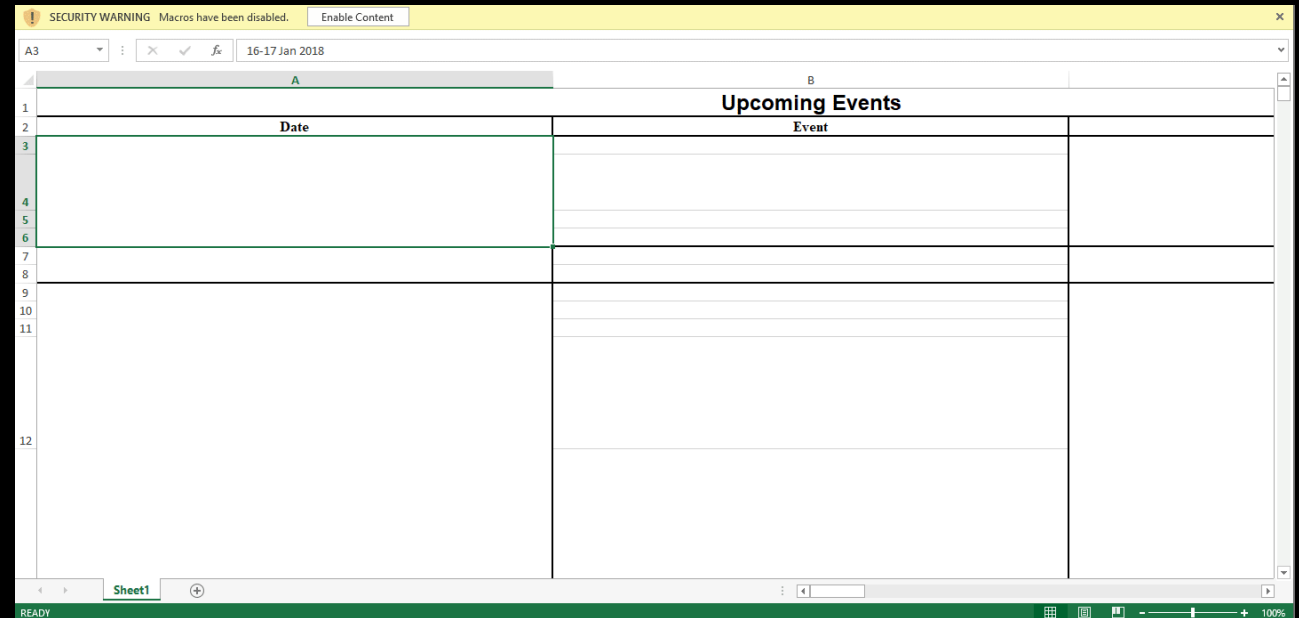 SECURITY WARNING Macros have been disabled. Enable Content
A3 fx 16-17 Jan 2018
A B
1 Upcoming Events
2 Date Event
3
4
5
6
7
8
9
10
11
12
Sheet1
READY 100%